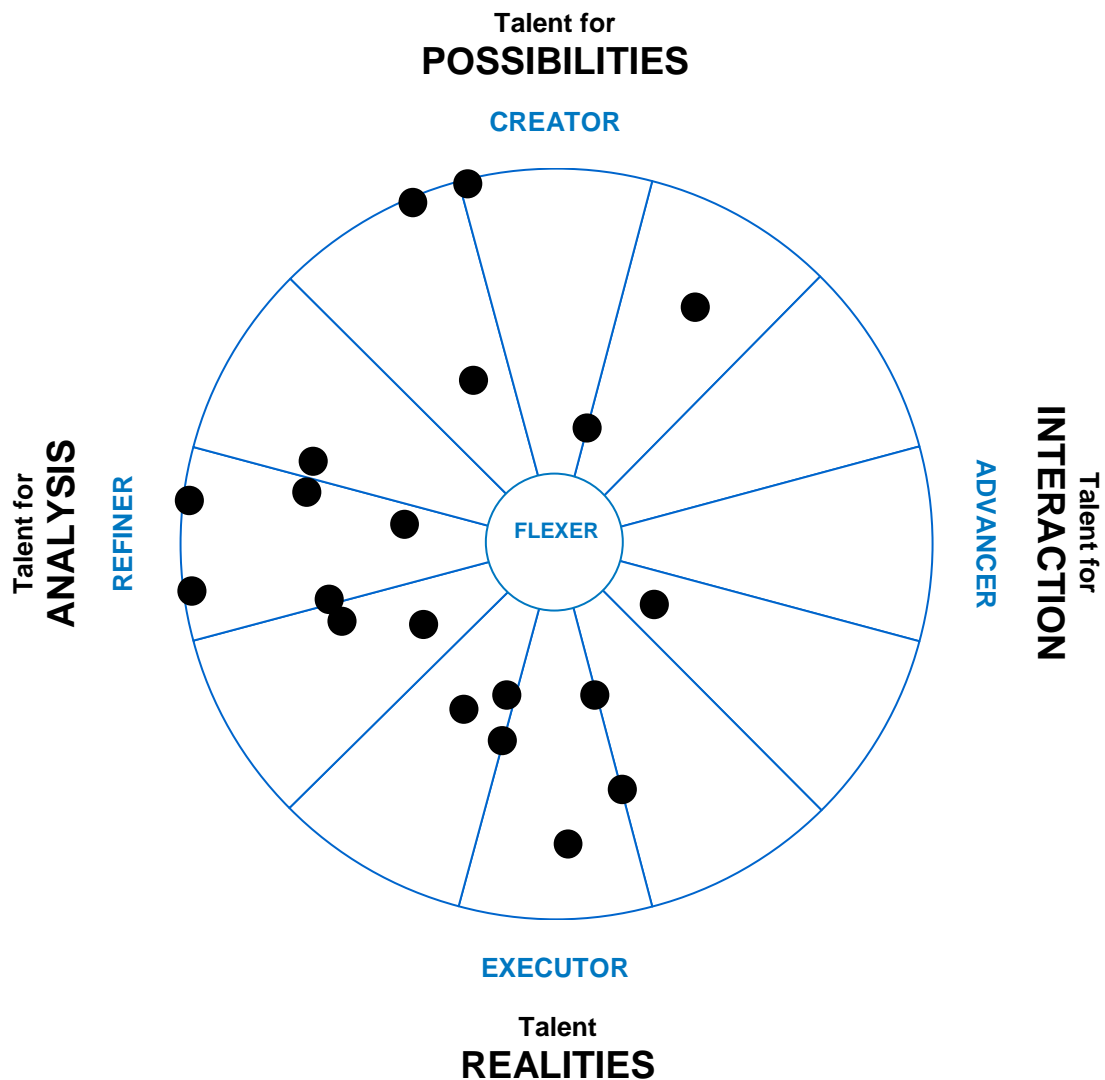 Talent for
POSSIBILITIES
CREATOR
Talent for
ANALYSIS
REFINER
FLEXER
ADVANCER
Talent for
INTERACTION
EXECUTOR
Talent
REALITIES